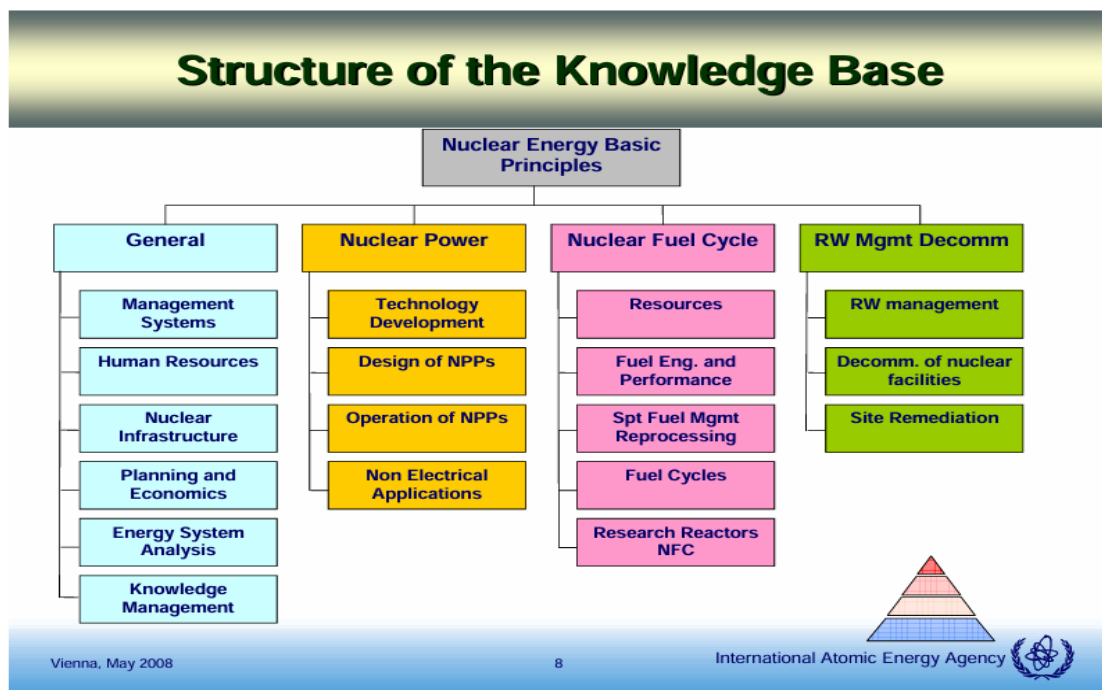 Structure of the Knowledge Base
Nuclear Energy Basic
Principles
General
Management
Systems
Human Resources
Nuclear
Infrastructure
Planning and
Economics
Energy System
Analysis
Knowledge
Management
Nuclear Power
Technology
Development
Design of NPPs
Operation of NPPs
Non Electrical
Applications
Nuclear Fuel Cycle
Resources
Fuel Eng. and
Performance
Spt Fuel Mgmt
Reprocessing
Fuel Cycles
Research Reactors
NFC
RW Mgmt Decomm
RW management
Decomm. of nuclear
facilities
Site Remediation
Vienna, May 2008
8
International Atomic Energy Agency